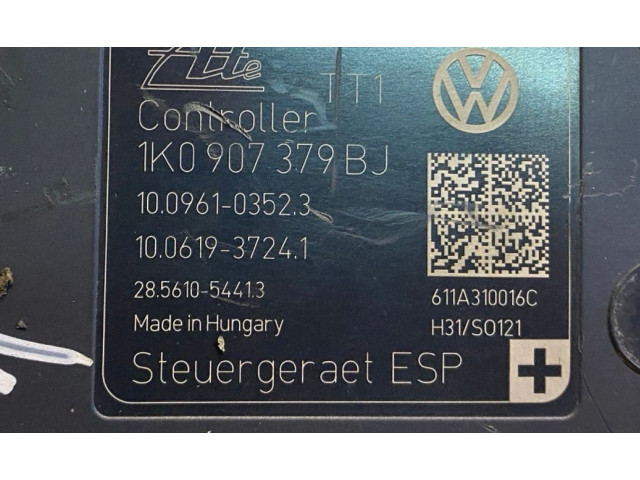 Ate
TT1
Controller
1K0 907 379 BJ
10.0961-0352.3
10.0619-3724.1
28.5610-5441.3
611A310016C
Made in Hungary
H31/SO121
Steuergeraet ESP